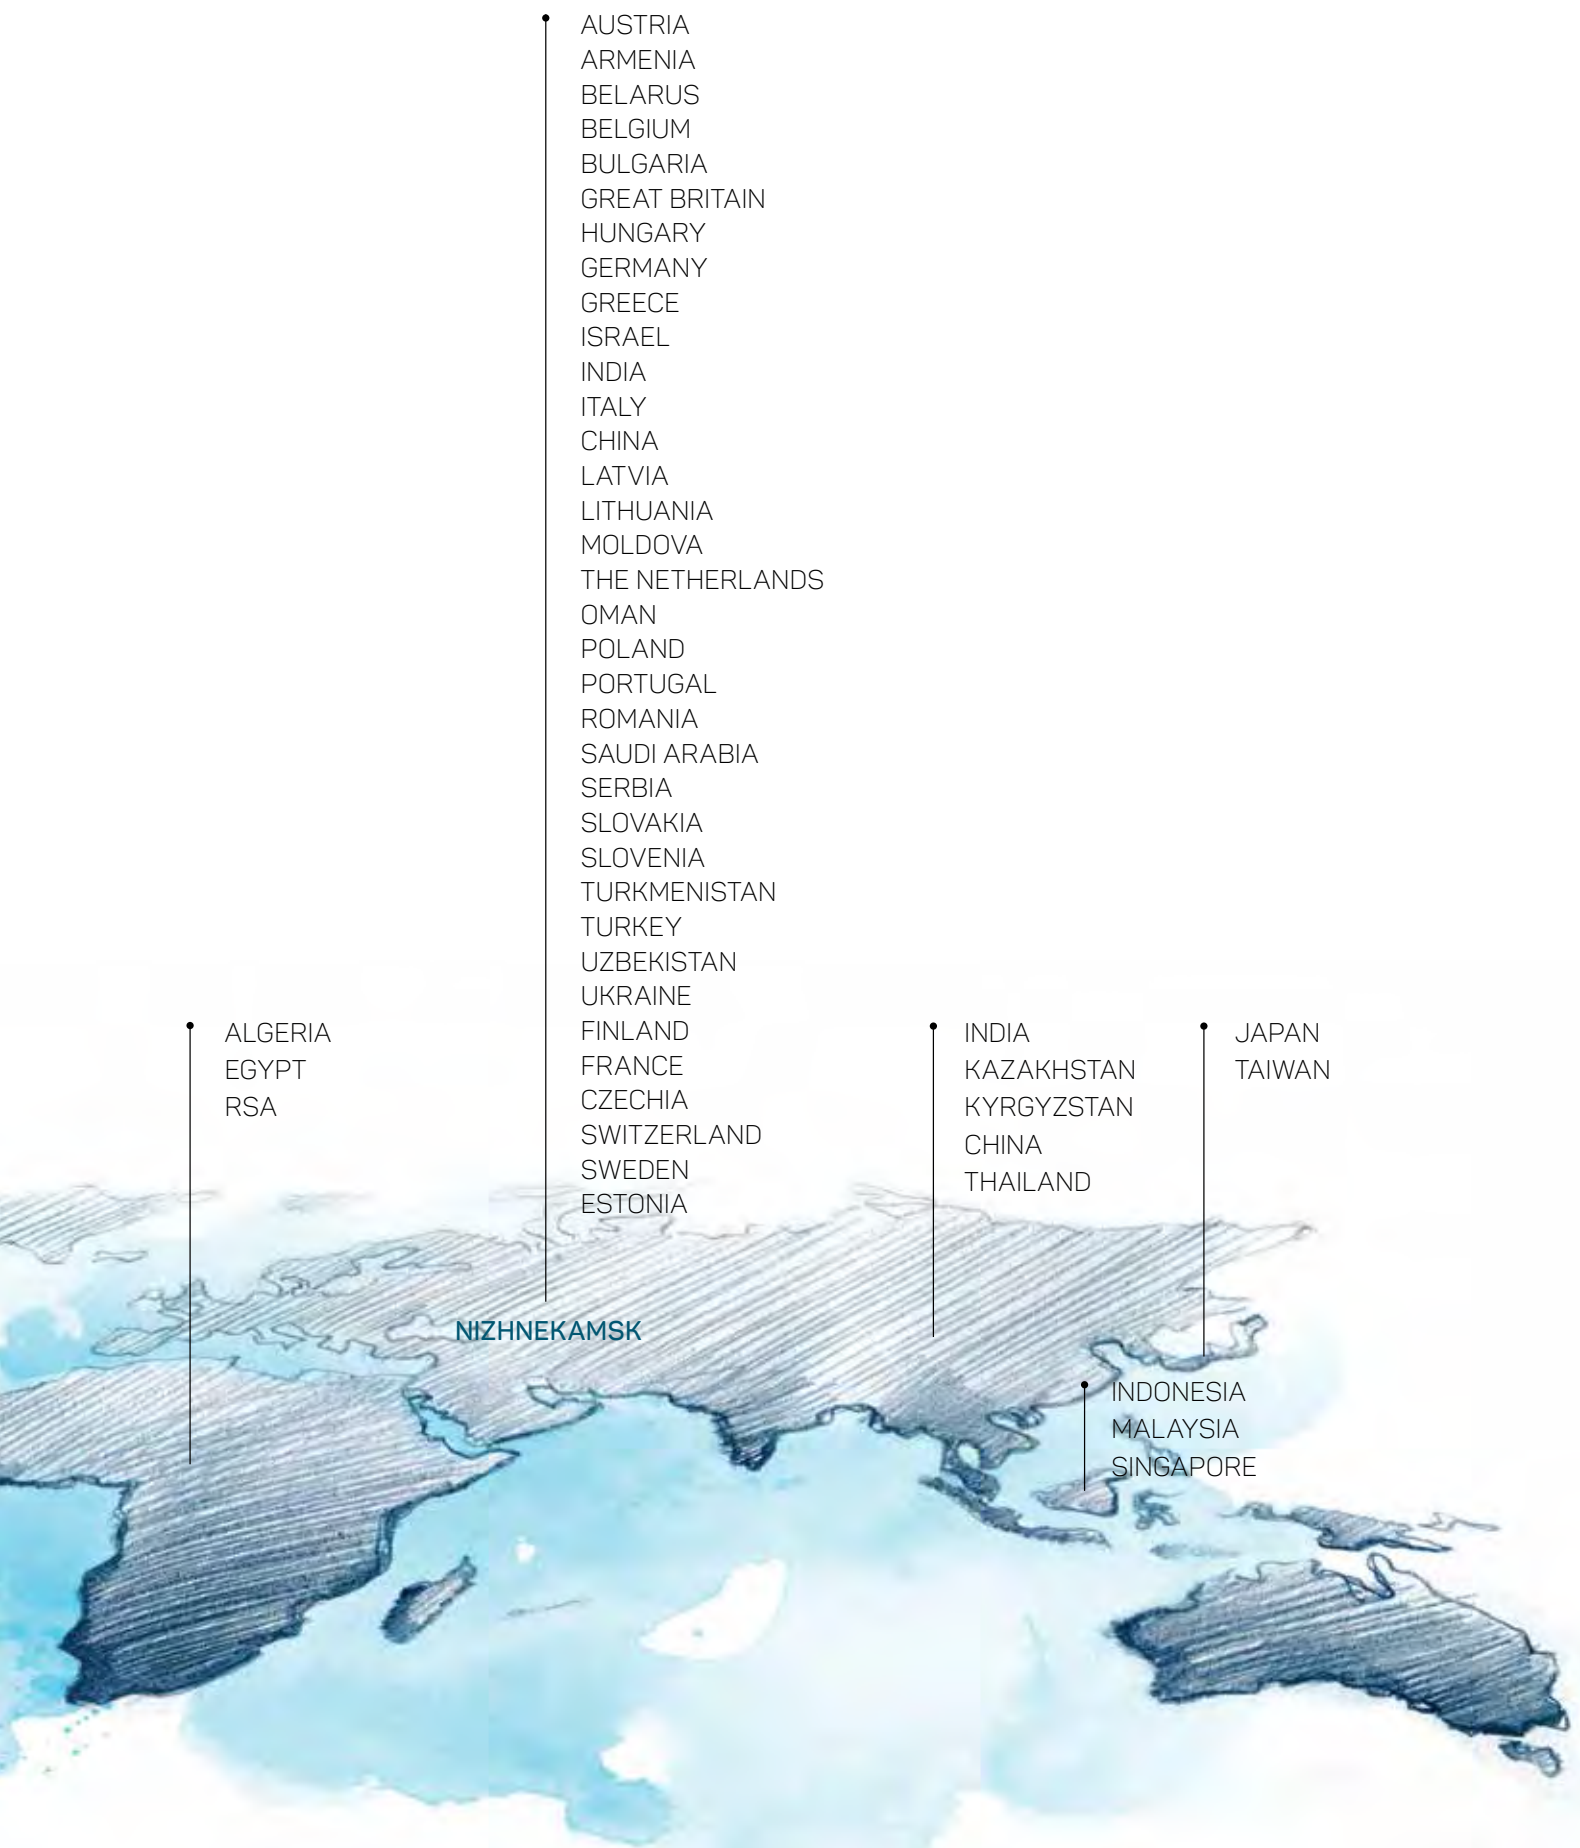 AUSTRIA
ARMENIA
BELARUS
BELGIUM
BULGARIA
GREAT BRITAIN
HUNGARY
GERMANY
GREECE
ISRAEL
INDIA
ITALY
CHINA
LATVIA
LITHUANIA
MOLDOVA
THE NETHERLANDS
OMAN
POLAND
PORTUGAL
ROMANIA
SAUDI ARABIA
SERBIA
SLOVAKIA
SLOVENIA
TURKMENISTAN
TURKEY
UZBEKISTAN
UKRAINE
FINLAND
FRANCE
CZECHIA
SWITZERLAND
SWEDEN
ESTONIA
ALGERIA
EGYPT
RSA
INDIA
KAZAKHSTAN
KYRGYZSTAN
CHINA
THAILAND
JAPAN
TAIWAN
NIZHNEKAMSK
INDONESIA
MALAYSIA
SINGAPORE